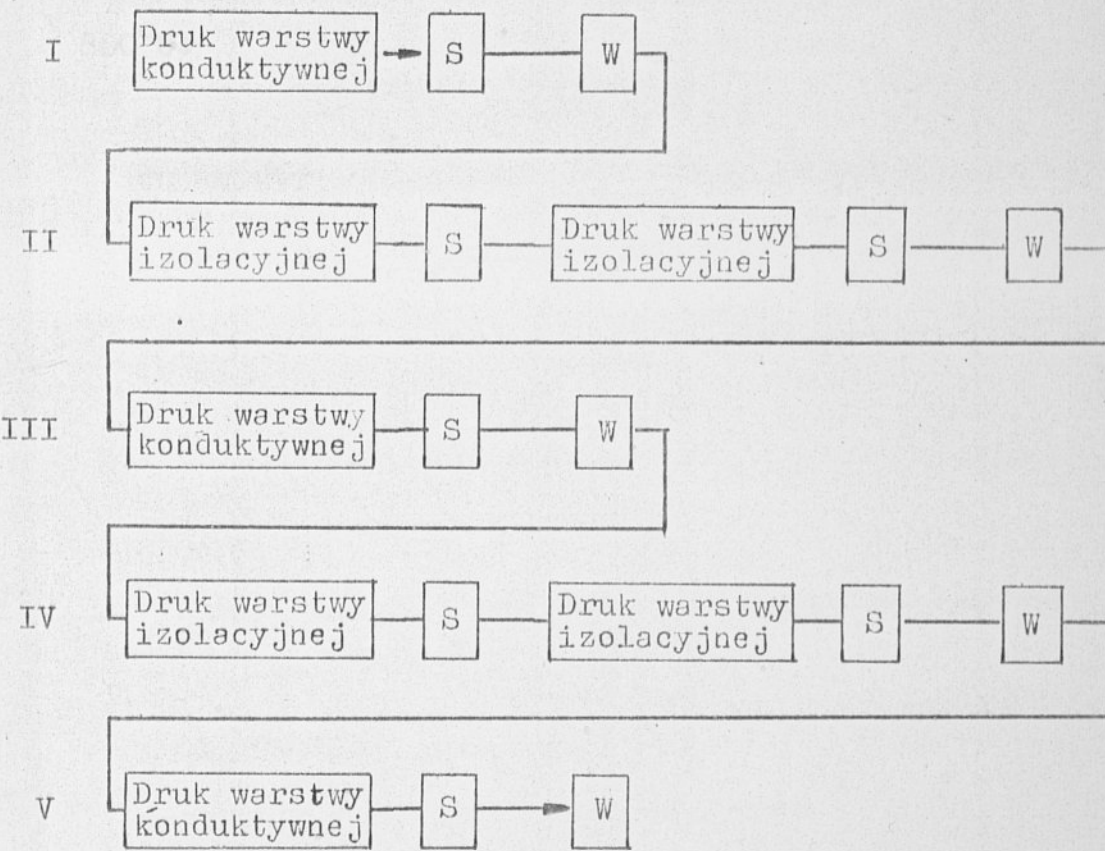 I
Druk warstwy
konduktywnej
S
W
II
Druk warstwy
izolacyjnej
S
Druk warstwy
izolacyjnej
S
W
III
Druk warstwy
konduktywnej
S
W
IV
Druk warstwy
izolacyjnej
S
Druk warstwy
izolacyjnej
S
W
V
Druk warstwy
konduktywnej
S
W